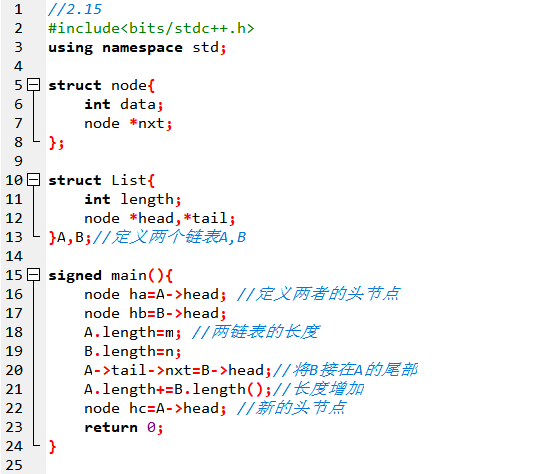 1 //2.15
2 #include<bits/stdc++.h>
3 using namespace std;
4
5 struct node{
6 int data;
7 node *nxt;
8 };
9
10 struct List{
11 int length;
12 node *head,*tail;
13 }A,B;//定义两个链表A,B
14
15 signed main(){
16 node ha=A->head; //定义两者的头节点
17 node hb=B->head;
18 A.length=m; //两链表的长度
19 B.length=n;
20 A->tail->nxt=B->head;//将B接在A的尾部
21 A.length+=B.length();//长度增加
22 node hc=A->head; //新的头节点
23 return 0;
24 }
25